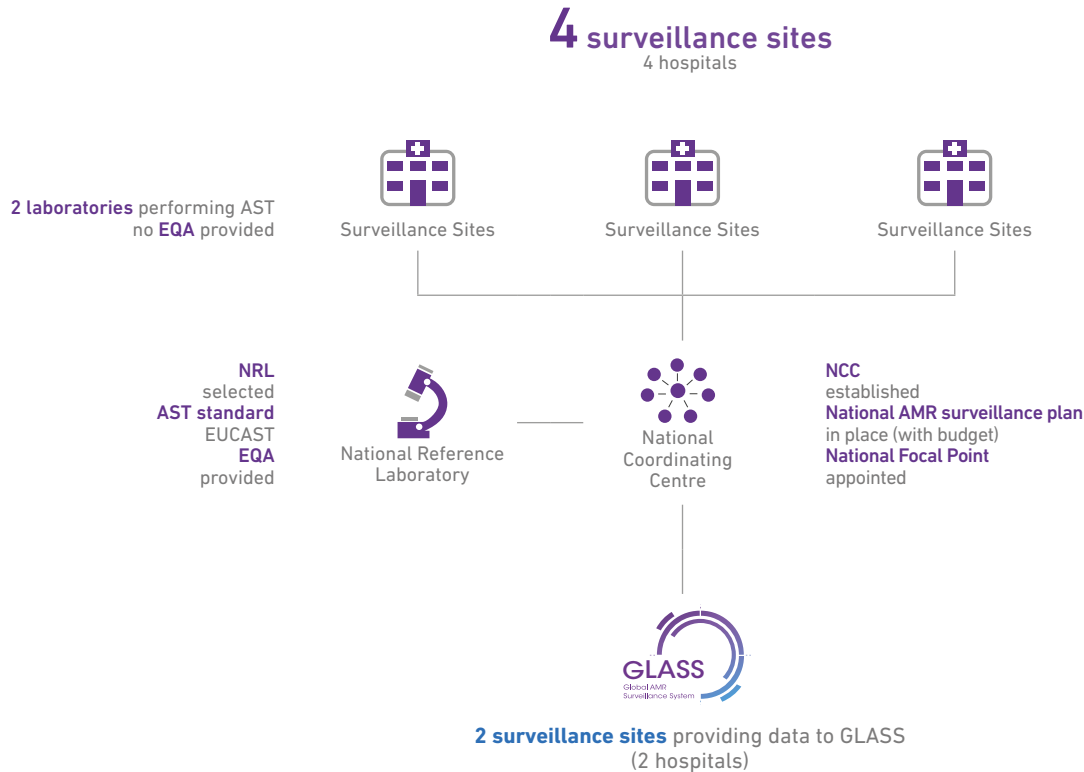 4 surveillance sites
4 hospitals
2 laboratories performing AST
no EQA provided
Surveillance Sites
Surveillance Sites
Surveillance Sites
NRL
selected
AST standard
EUCAST
EQA
provided
National Reference
Laboratory
National
Coordinating
Centre
NCC
established
National AMR surveillance plan
in place (with budget)
National Focal Point
appointed
GLASS
Global AMR
Surveillance System
2 surveillance sites providing data to GLASS
(2 hospitals)